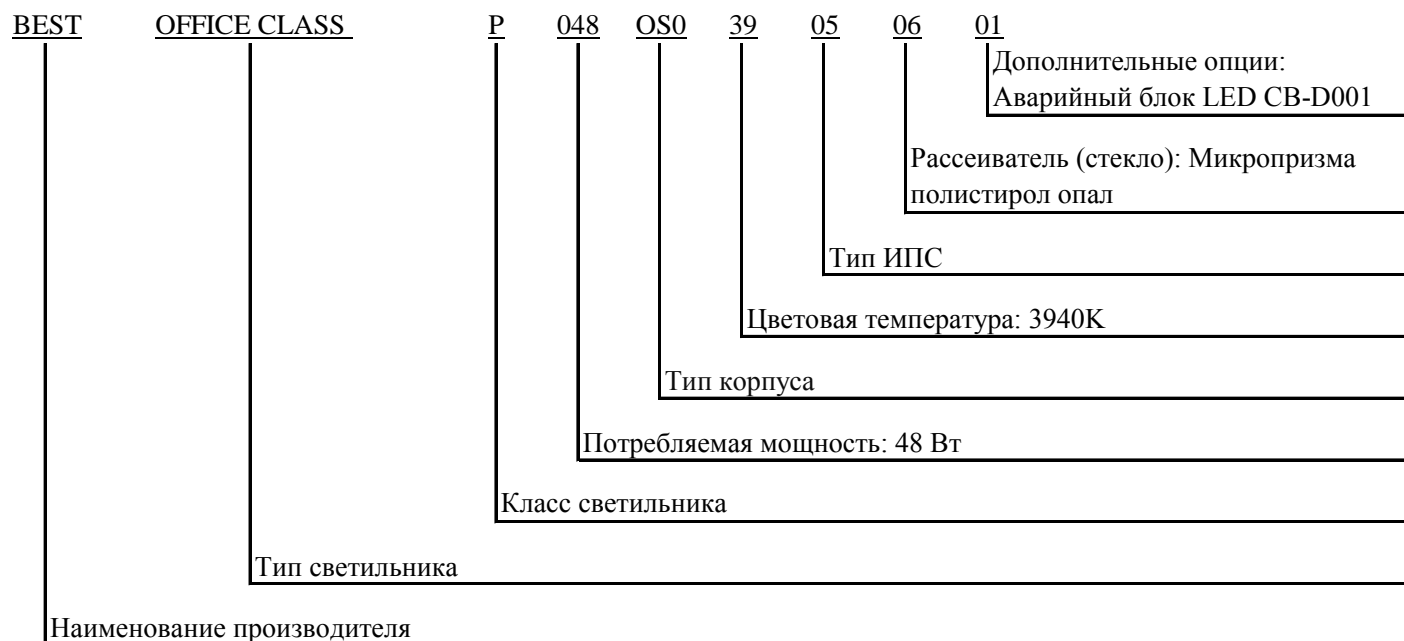 BEST OFFICE CLASS P 048 OS0 39 05 06 01
Дополнительные опции:
Аварийный блок LED CB-D001
Рассеиватель (стекло): Микропризма
полистирол опал
Тип ИПС
Цветовая температура: 3940K
Тип корпуса
Потребляемая мощность: 48 Вт
Класс светильника
Тип светильника
Наименование производителя